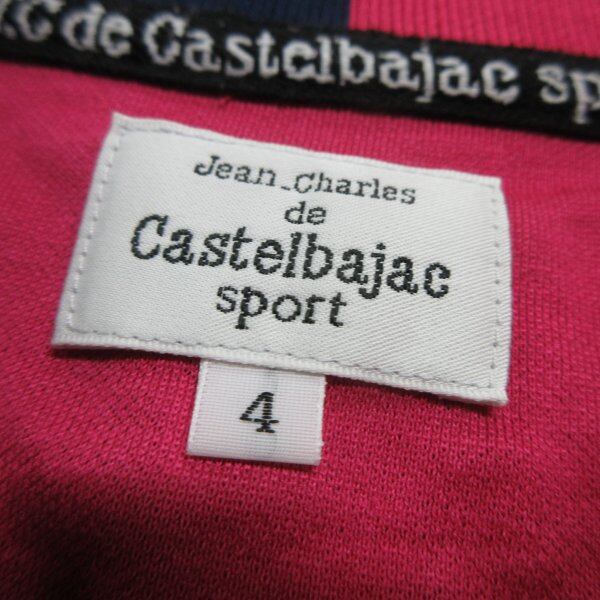 .C de Castelbajac sp
Jean-Charles
de
Castelbajac
sport
4